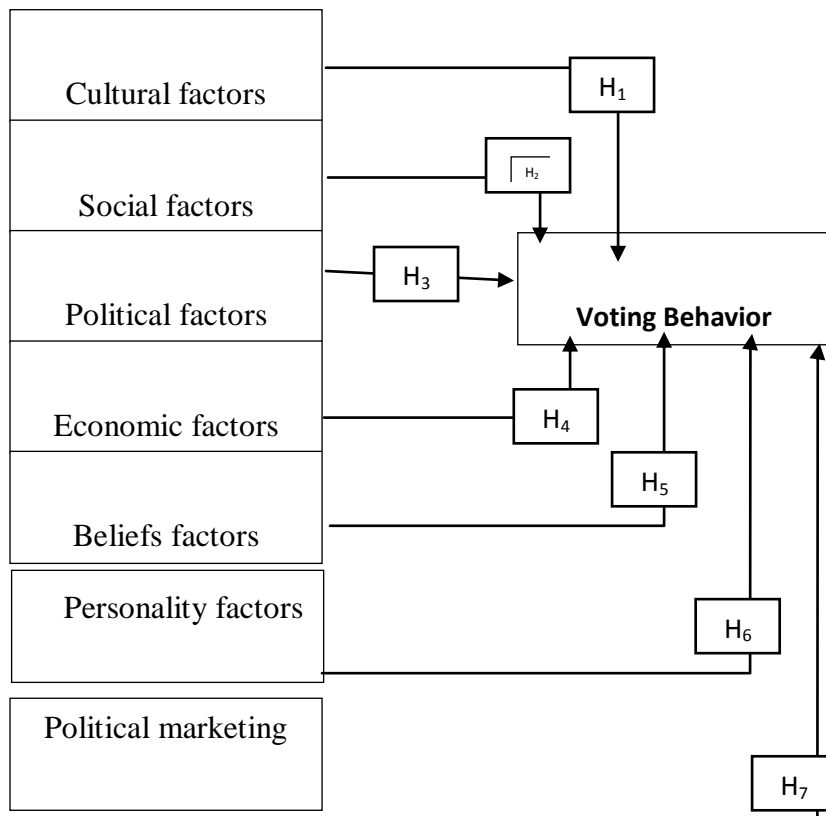 Cultural factors
H₁
Social factors
H₂
Political factors
H₃
Voting Behavior
Economic factors
H₄
Beliefs factors
H₅
Personality factors
H₆
Political marketing
H₇